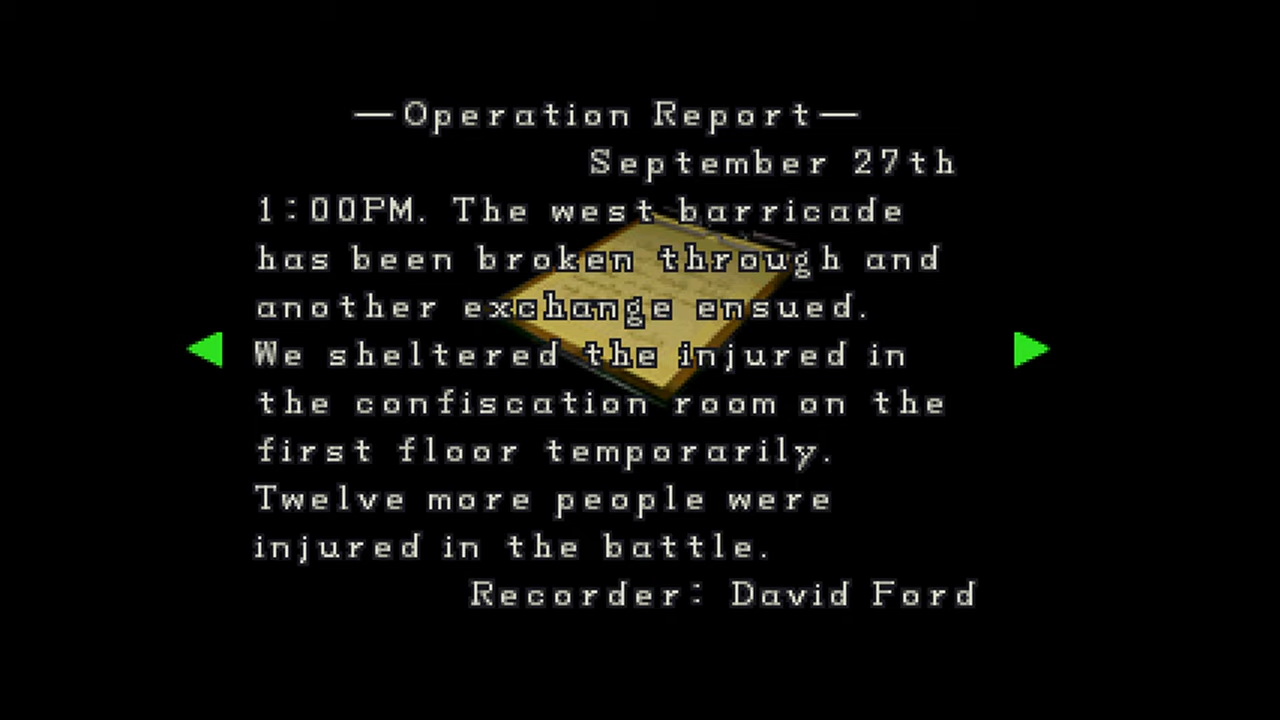 —Operation Report—
September 27th
1:00PM. The west barricade
has been broken through and
another exchange ensued.
We sheltered the injured in
the confiscation room on the
first floor temporarily.
Twelve more people were
injured in the battle.
Recorder: David Ford